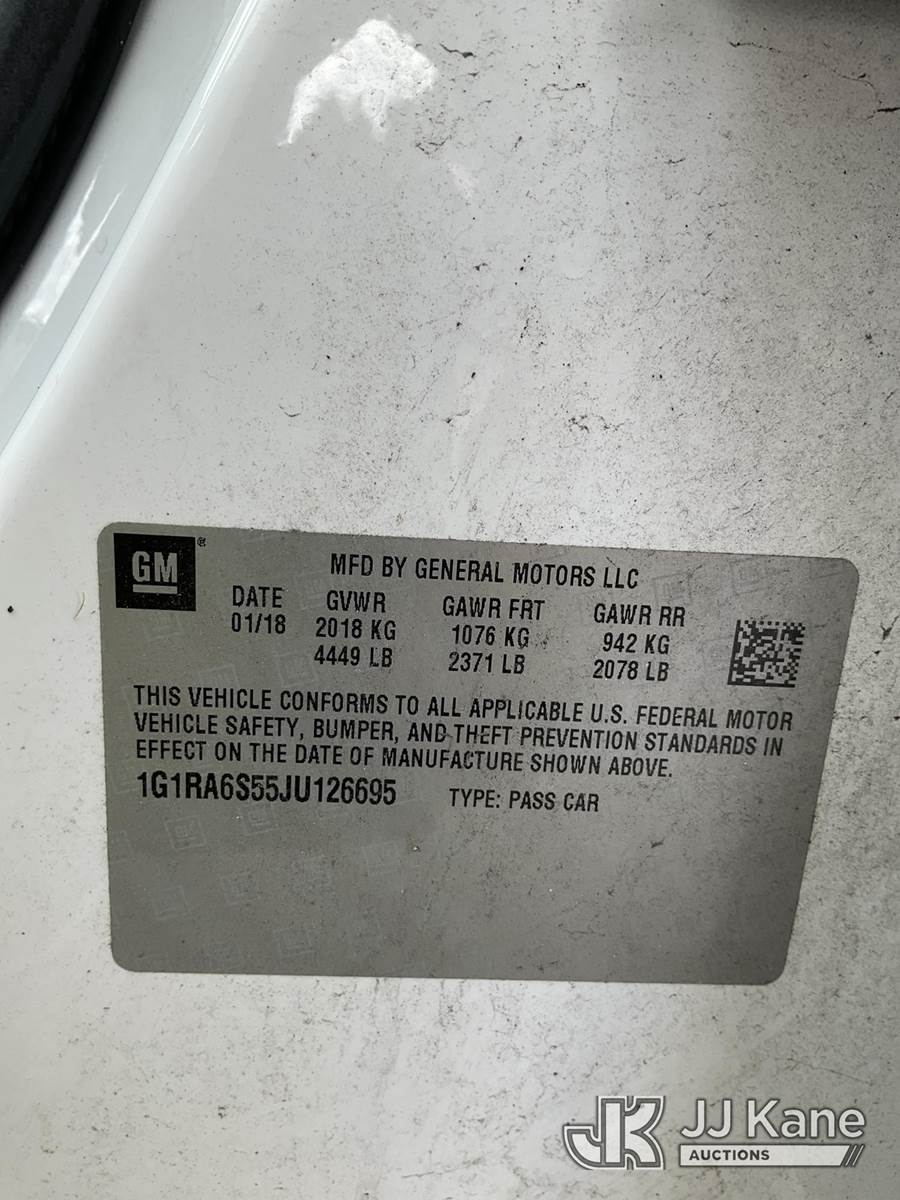 GM
MFD BY GENERAL MOTORS LLC
DATE GVWR GAWR FRT GAWR RR
01/18 2018 KG 1076 KG 942 KG
4449 LB 2371 LB 2078 LB
THIS VEHICLE CONFORMS TO ALL APPLICABLE U.S. FEDERAL MOTOR
VEHICLE SAFETY, BUMPER, AND THEFT PREVENTION STANDARDS IN
EFFECT ON THE DATE OF MANUFACTURE SHOWN ABOVE.
1G1RA6S55JU126695 TYPE: PASS CAR
JK JJ Kane
AUCTIONS